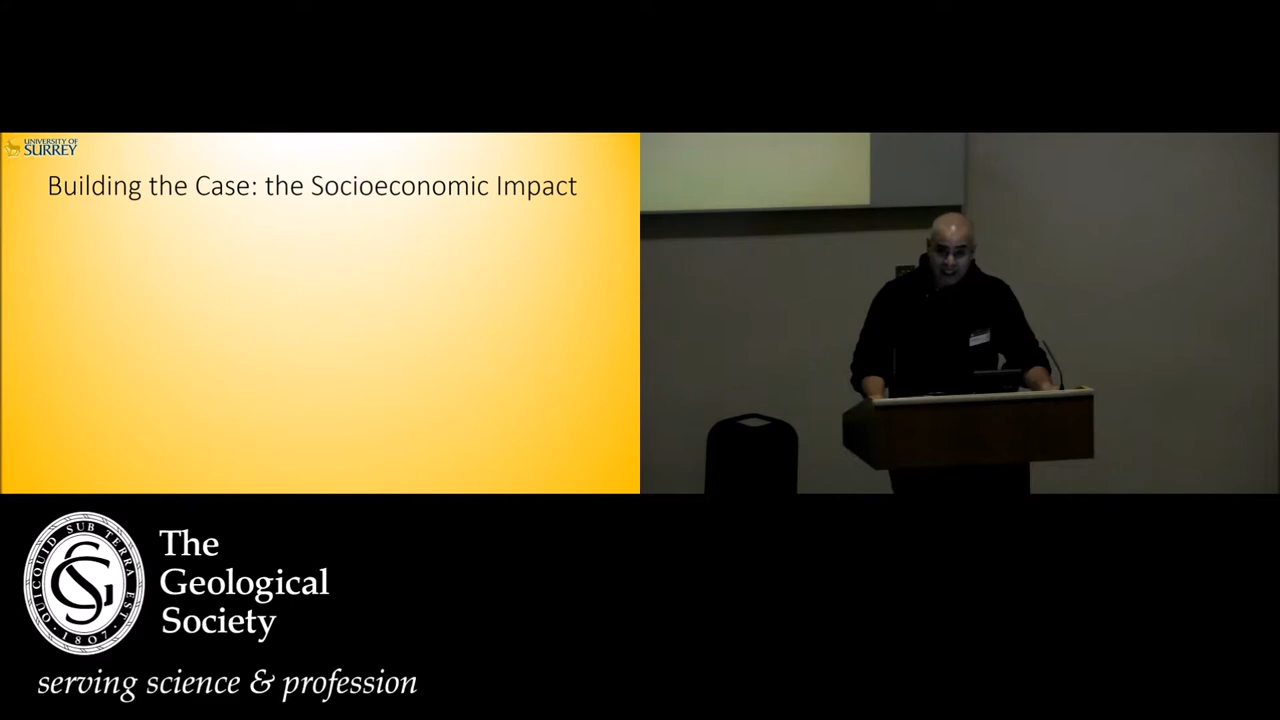 UNIVERSITY OF
SURREY
Building the Case: the Socioeconomic Impact
QUICQUID SUB TERRA EST
1807
The
Geological
Society
serving science & profession